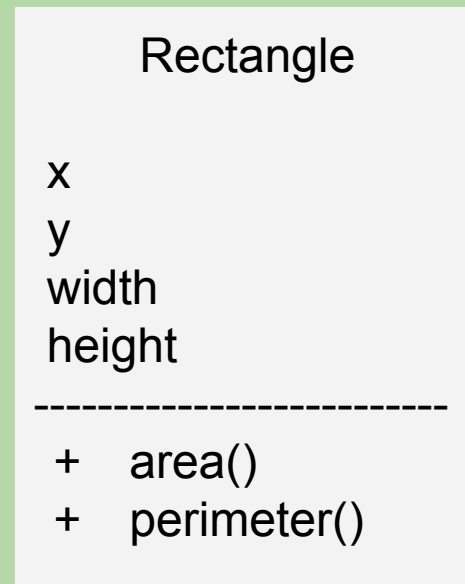 Rectangle
x
y
width
height
--------------------------
+ area()
+ perimeter()